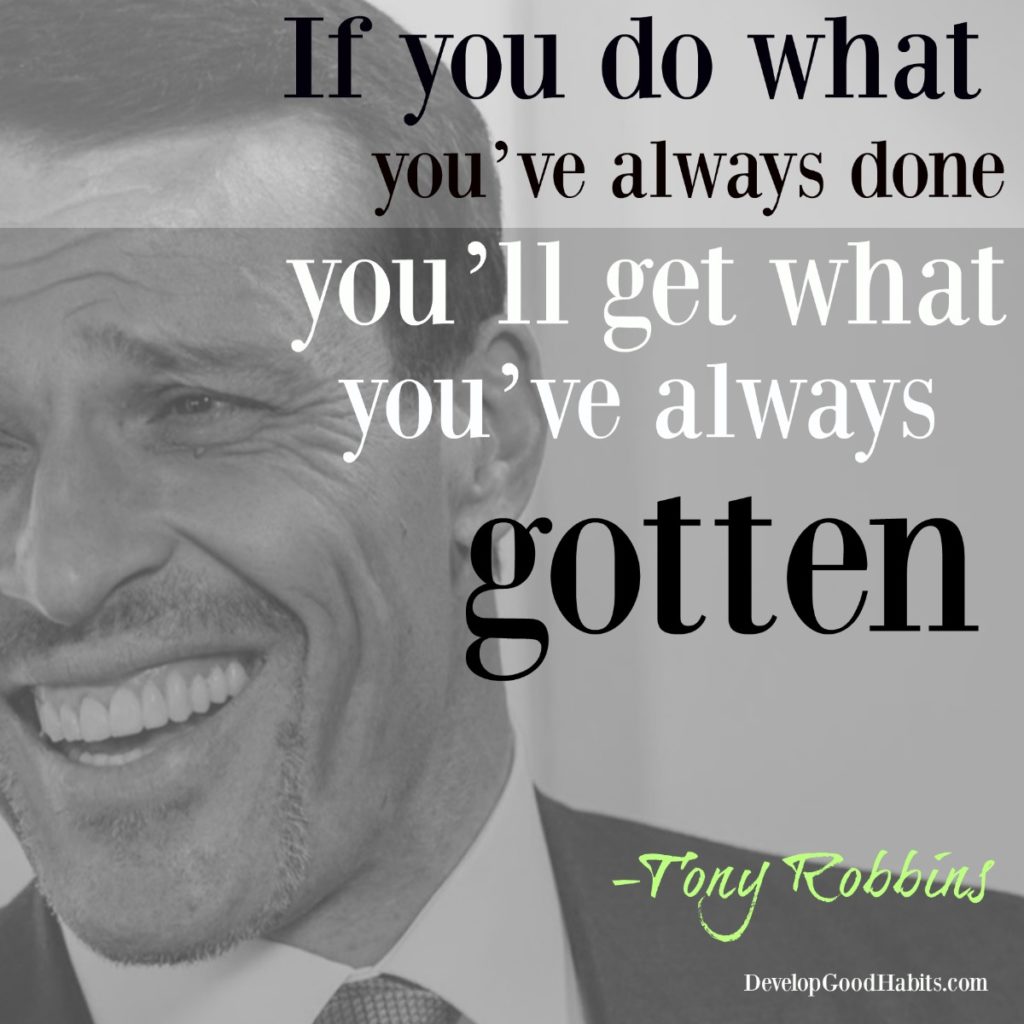 If you do what
you've always done
you'll get what
you've always
gotten
-Tony Robbins
DevelopGoodHabits.com